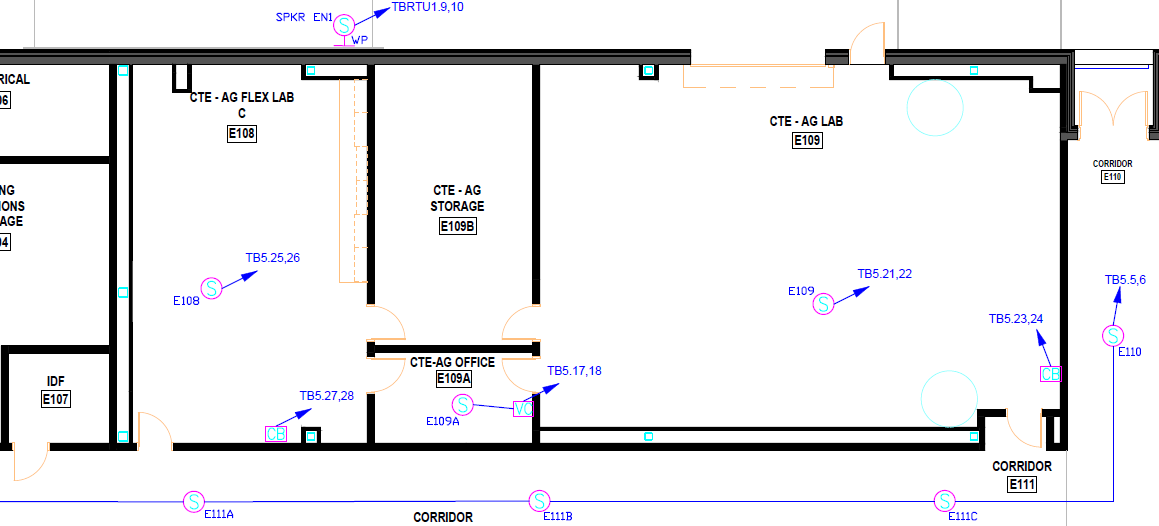 TBRTU1.9,10
SPKR EN1
S
WP
RICAL
06
CTE - AG FLEX LAB
C
E108
CTE - AG LAB
E109
CORRIDOR
E110
NG
IONS
AGE
04
CTE - AG
STORAGE
E109B
TB5.25,26
S
E108
TB5.21,22
E109
S
TB5.5,6
S
E110
TB5.23,24
CB
CTE-AG OFFICE
E109A
TB5.17,18
IDF
E107
TB5.27,28
CB
S
VC
E109A
CORRIDOR
E111
S
E111A
S
E111B
S
E111C
CORRIDOR